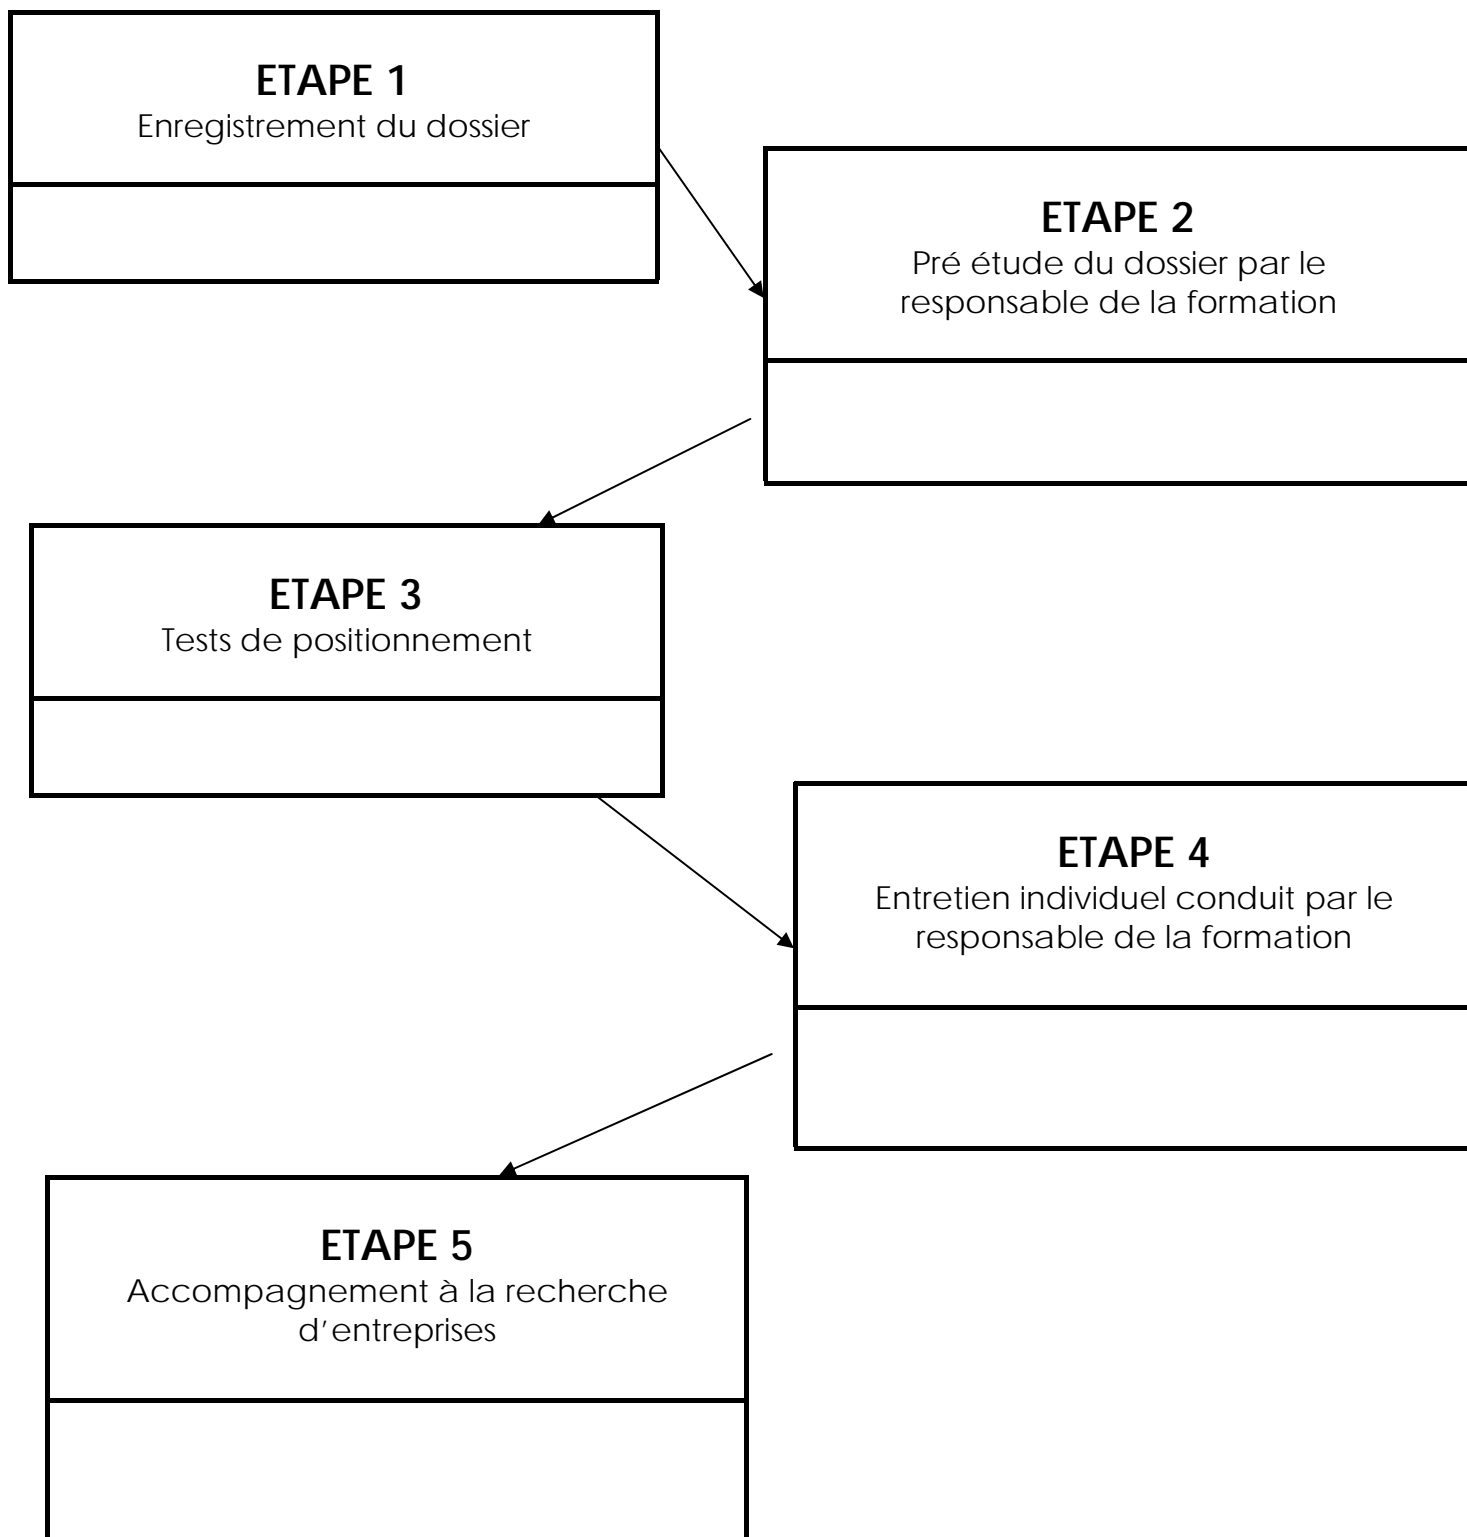 ETAPE 1
Enregistrement du dossier
ETAPE 2
Pré étude du dossier par le
responsable de la formation
ETAPE 3
Tests de positionnement
ETAPE 4
Entretien individuel conduit par le
responsable de la formation
ETAPE 5
Accompagnement à la recherche
d’entreprises